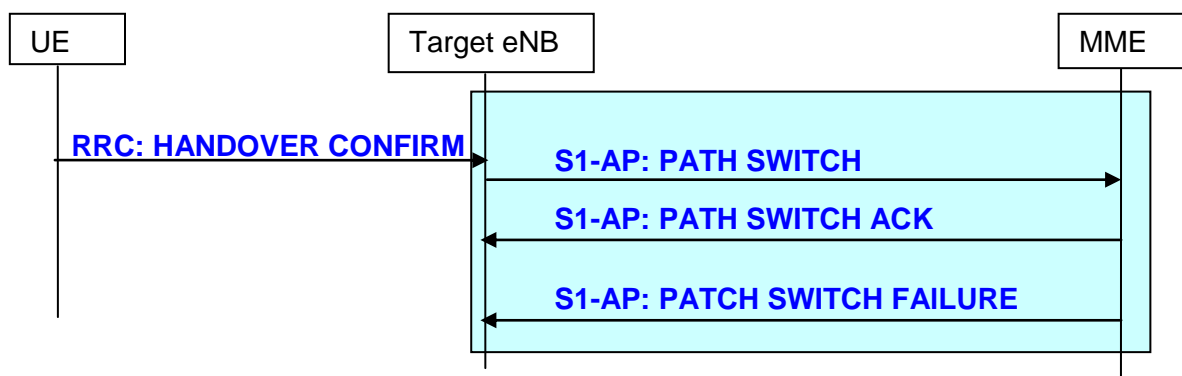 UE
Target eNB
MME
RRC: HANDOVER CONFIRM
S1-AP: PATH SWITCH
S1-AP: PATH SWITCH ACK
S1-AP: PATCH SWITCH FAILURE